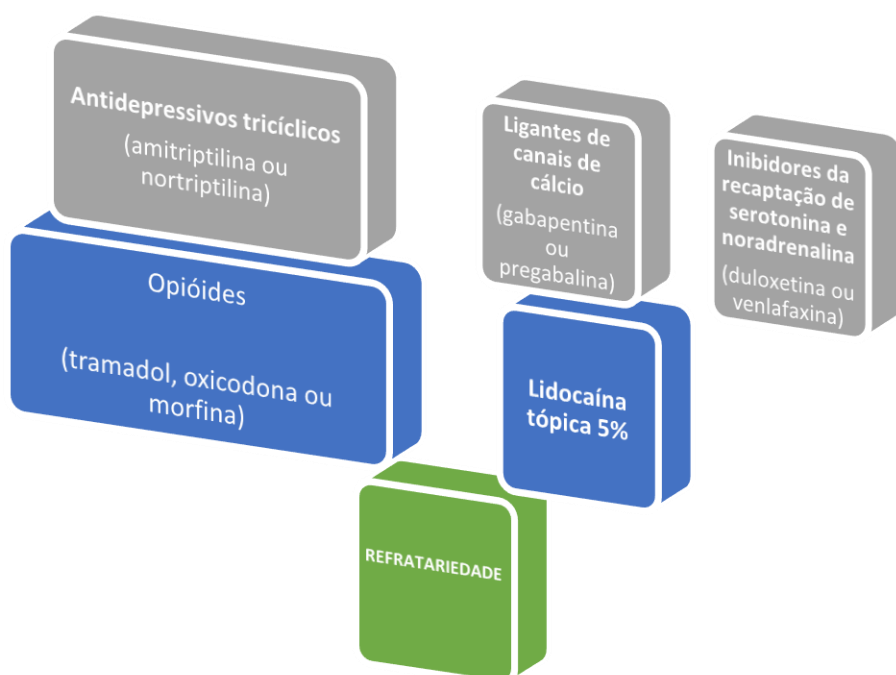 Antidepressivos tricíclicos
(amitriptilina ou
nortriptilina)
Ligantes de
canais de
cálcio
(gabapentina
ou
pregabalina)
Inibidores da
recaptação de
serotonina e
noradrenalina
(duloxetina ou
venlafaxina)
Opióides
(tramadol, oxicodona ou
morfina)
Lidocaína
tópica 5%
REFRATARIEDADE